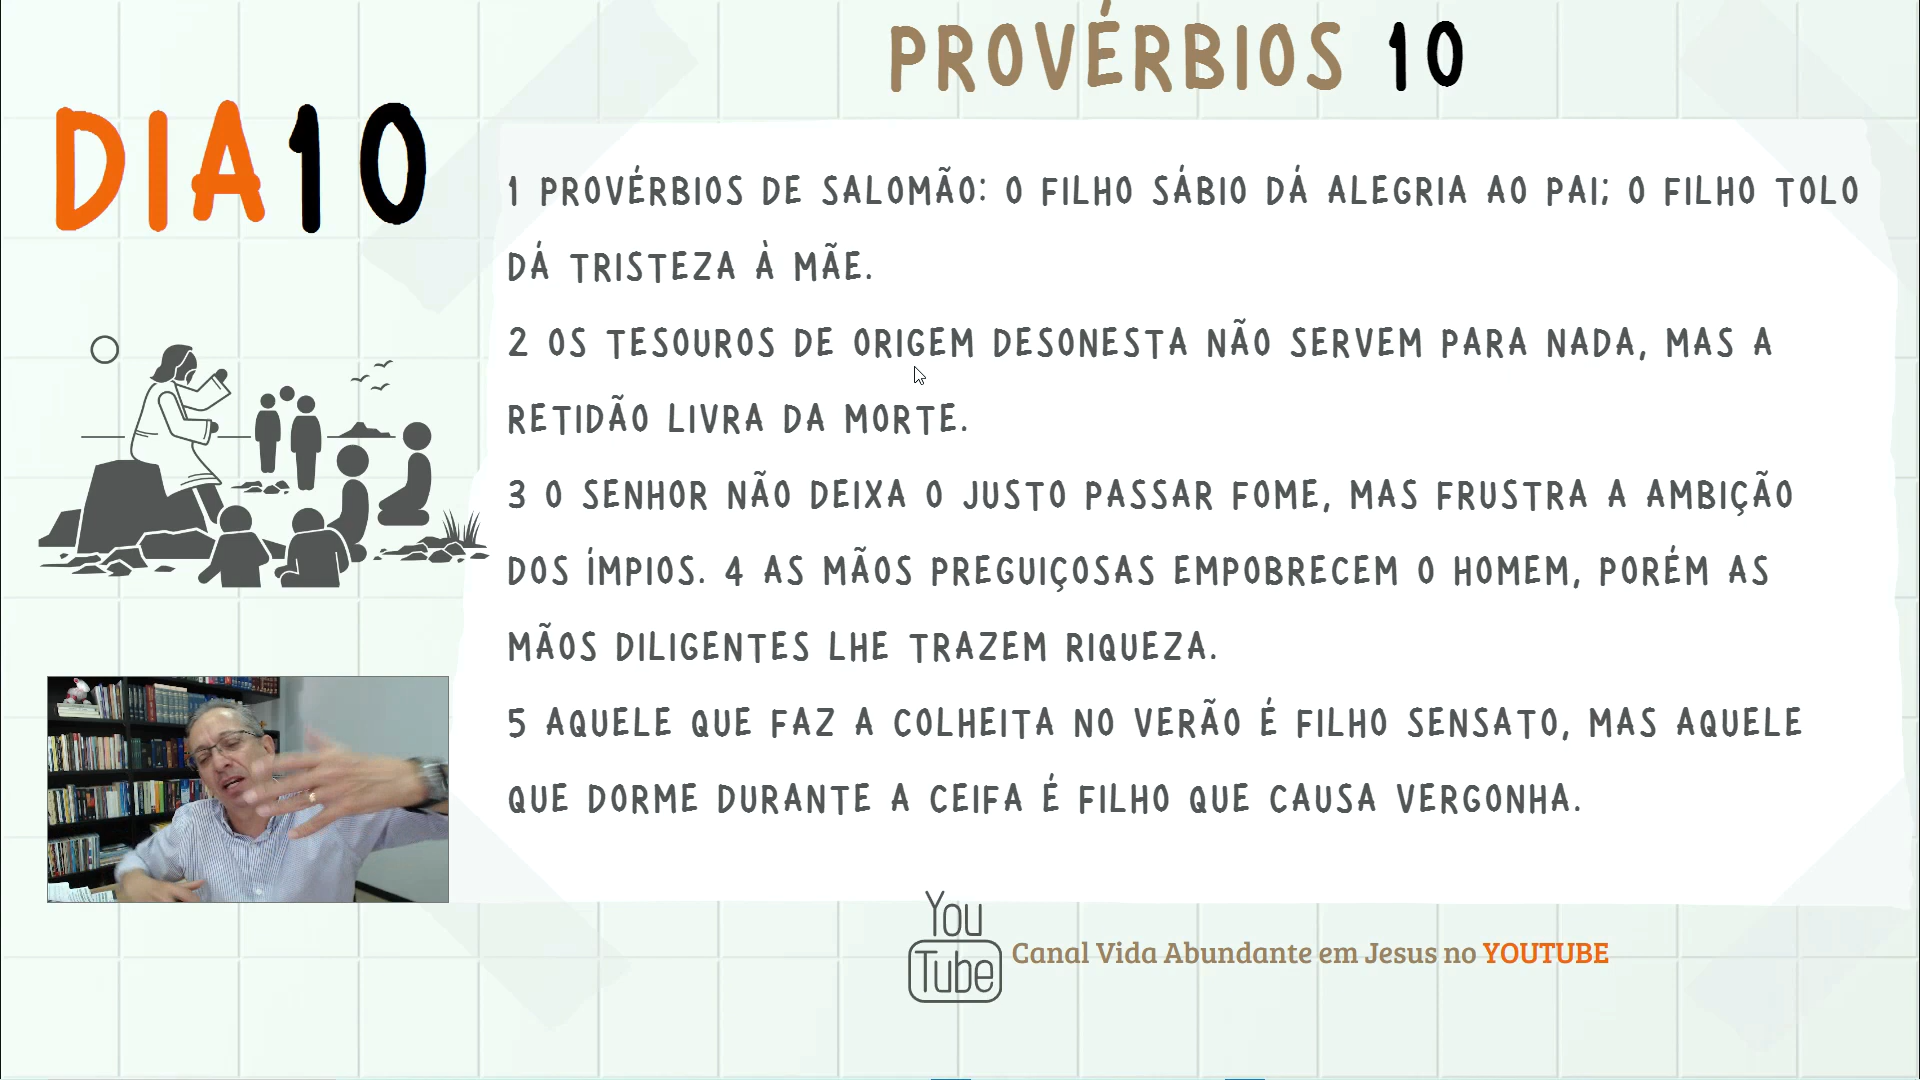 PROVÉRBIOS 10
DIA10
1 PROVÉRBIOS DE SALOMÃO: O FILHO SÁBIO DÁ ALEGRIA AO PAI; O FILHO TOLO
DÁ TRISTEZA À MÃE.
2 OS TESOUROS DE ORIGEM DESONESTA NÃO SERVEM PARA NADA, MAS A
RETIDÃO LIVRA DA MORTE.
3 O SENHOR NÃO DEIXA O JUSTO PASSAR FOME, MAS FRUSTRA A AMBIÇÃO
DOS ÍMPIOS. 4 AS MÃOS PREGUIÇOSAS EMPOBRECEM O HOMEM, PORÉM AS
MÃOS DILIGENTES LHE TRAZEM RIQUEZA.
5 AQUELE QUE FAZ A COLHEITA NO VERÃO É FILHO SENSATO, MAS AQUELE
QUE DORME DURANTE A CEIFA É FILHO QUE CAUSA VERGONHA.
You
Tube
Canal Vida Abundante em Jesus no YOUTUBE